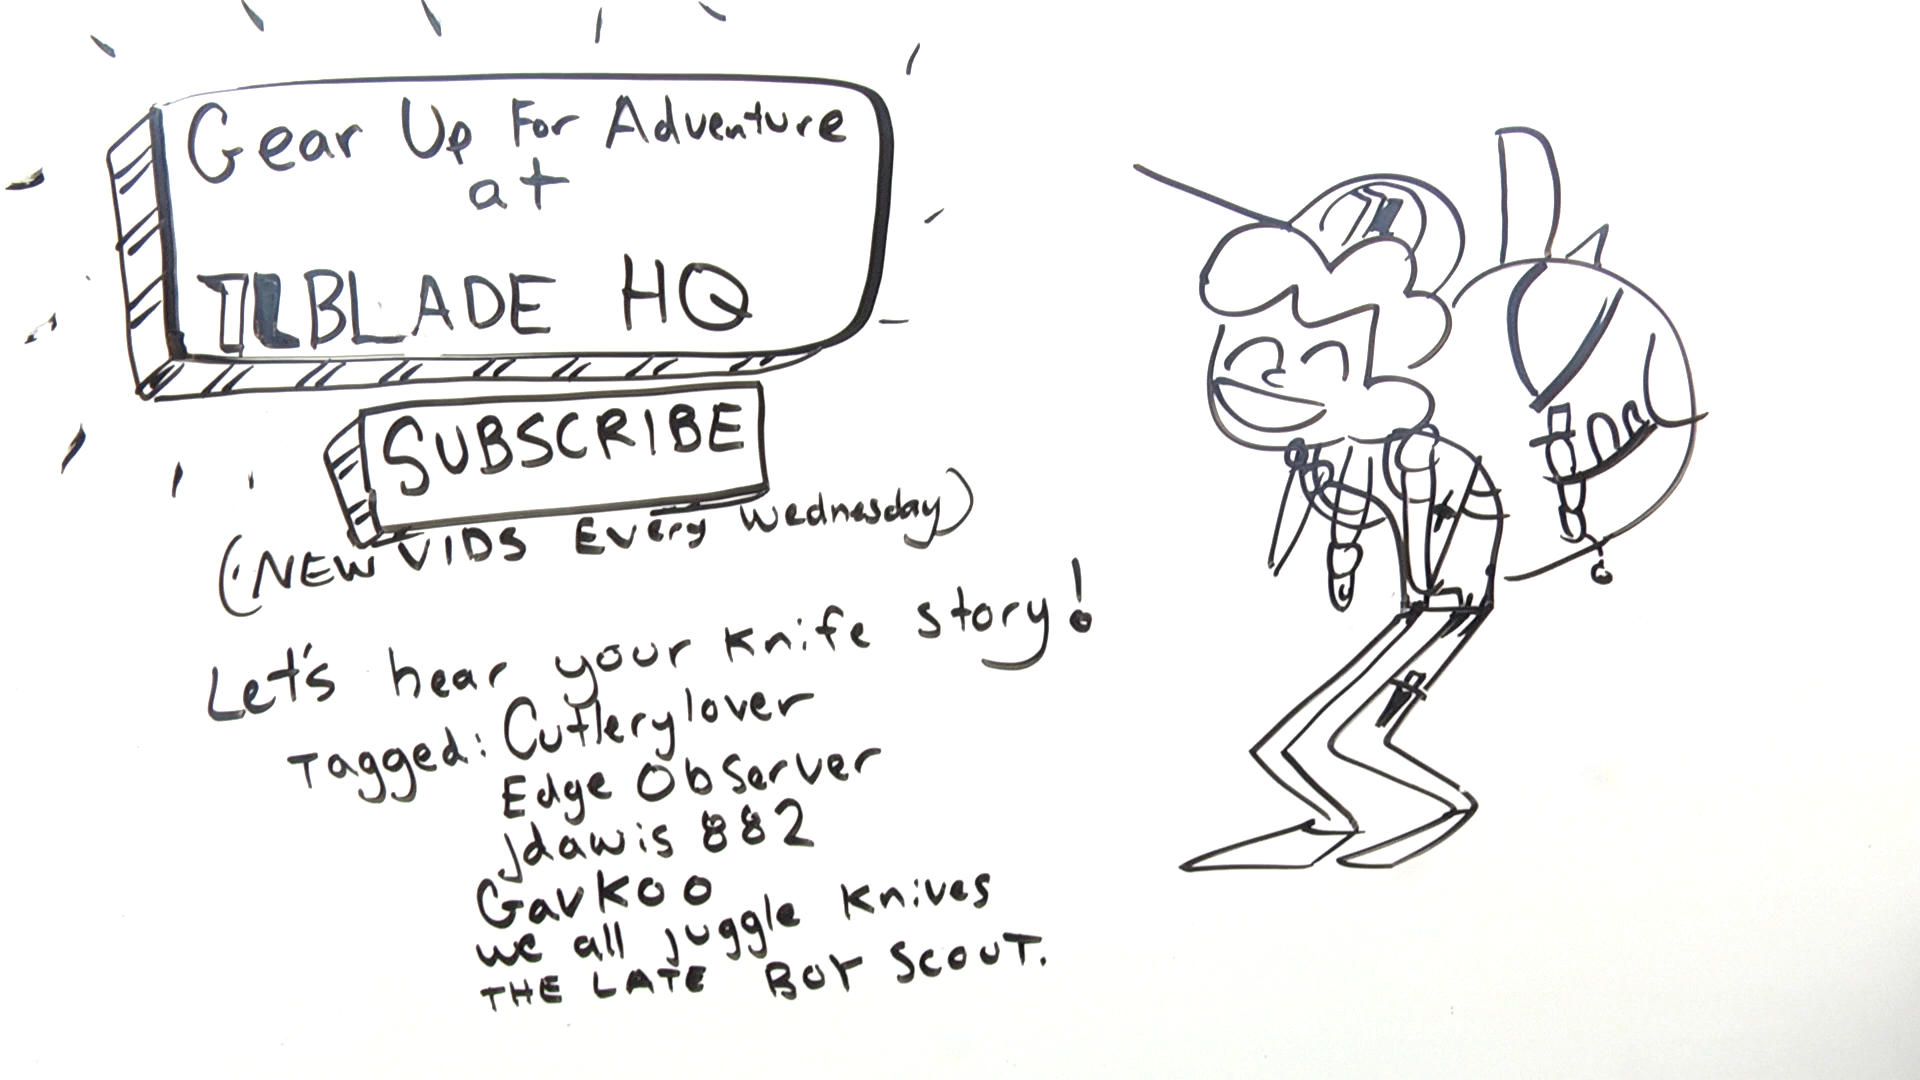 Gear Up For Adventure
at
BLADE HQ
SUBSCRIBE
(NEW VIDS Every Wednesday)
Let's hear your knife story!
Tagged: Cutlerylover
Edge Observer
jdawis 882
Gavkoo
we all juggle knives
THE LATE BOY SCOUT.